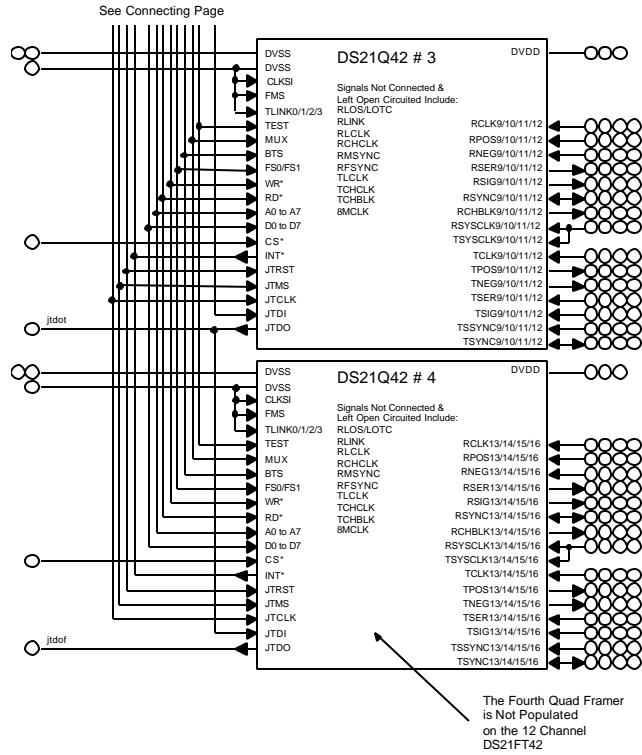 See Connecting Page
DVSS
DVSS
CLKSI
FMS
TLINK0/1/2/3
TEST
MUX
BTS
FS0/FS1
WR*
RD*
A0 to A7
D0 to D7
CS*
INT*
JTRST
JTMS
JTCLK
JTDI
JTDO
jtdot
DS21Q42 # 3
Signals Not Connected &
Left Open Circuited Include:
RLOS/LOTC
RLINK
RLCLK
RCHCLK
RMSYNC
RFSYNC
TLCLK
TCHCLK
TCHBLK
8MCLK
DVDD
RCLK9/10/11/12
RPOS9/10/11/12
RNEG9/10/11/12
RSER9/10/11/12
RSIG9/10/11/12
RSYNC9/10/11/12
RCHBLK9/10/11/12
RSYSCLK9/10/11/12
TSYSCLK9/10/11/12
TCLK9/10/11/12
TPOS9/10/11/12
TNEG9/10/11/12
TSER9/10/11/12
TSIG9/10/11/12
TSSYNC9/10/11/12
TSYNC9/10/11/12
DVSS
DVSS
CLKSI
FMS
TLINK0/1/2/3
TEST
MUX
BTS
FS0/FS1
WR*
RD*
A0 to A7
D0 to D7
CS*
INT*
JTRST
JTMS
JTCLK
JTDI
JTDO
jtdof
DS21Q42 # 4
Signals Not Connected &
Left Open Circuited Include:
RLOS/LOTC
RLINK
RLCLK
RCHCLK
RMSYNC
RFSYNC
TLCLK
TCHCLK
TCHBLK
8MCLK
DVDD
RCLK13/14/15/16
RPOS13/14/15/16
RNEG13/14/15/16
RSER13/14/15/16
RSIG13/14/15/16
RSYNC13/14/15/16
RCHBLK13/14/15/16
RSYSCLK13/14/15/16
TSYSCLK13/14/15/16
TCLK13/14/15/16
TPOS13/14/15/16
TNEG13/14/15/16
TSER13/14/15/16
TSIG13/14/15/16
TSSYNC13/14/15/16
TSYNC13/14/15/16
The Fourth Quad Framer
is Not Populated
on the 12 Channel
DS21FT42